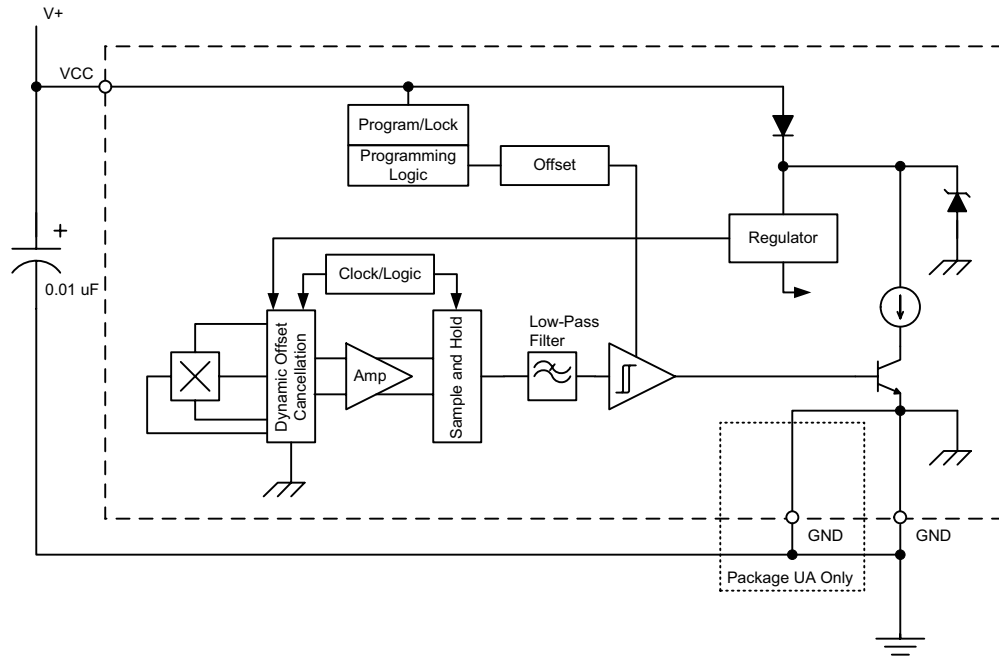 V+
VCC
Program/Lock
Programming
Logic
Offset
Regulator
+
0.01 uF
Clock/Logic
Low-Pass
Filter
Dynamic Offset
Cancellation
Amp
Sample and Hold
GND
GND
Package UA Only